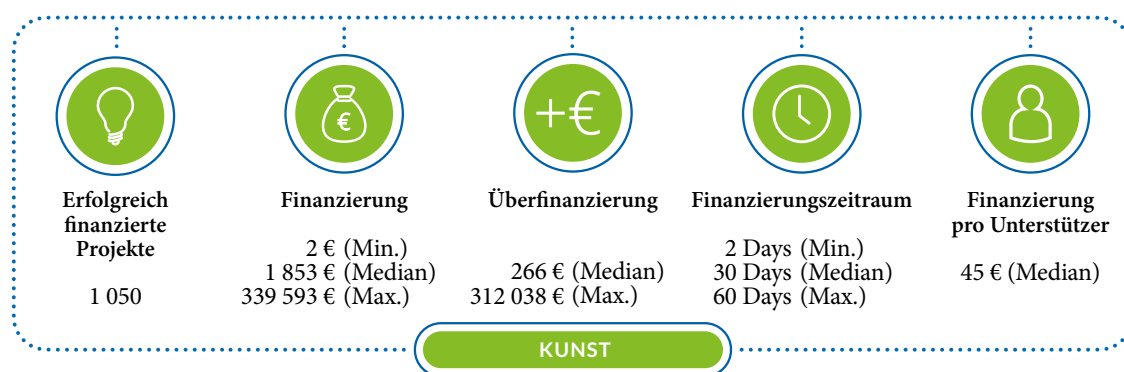 €
+€
Erfolgreich
finanzierte
Projekte
1 050
Finanzierung
2 € (Min.)
1 853 € (Median)
339 593 € (Max.)
Überfinanzierung
266 € (Median)
312 038 € (Max.)
Finanzierungszeitraum
2 Days (Min.)
30 Days (Median)
60 Days (Max.)
Finanzierung
pro Unterstützer
45 € (Median)
KUNST